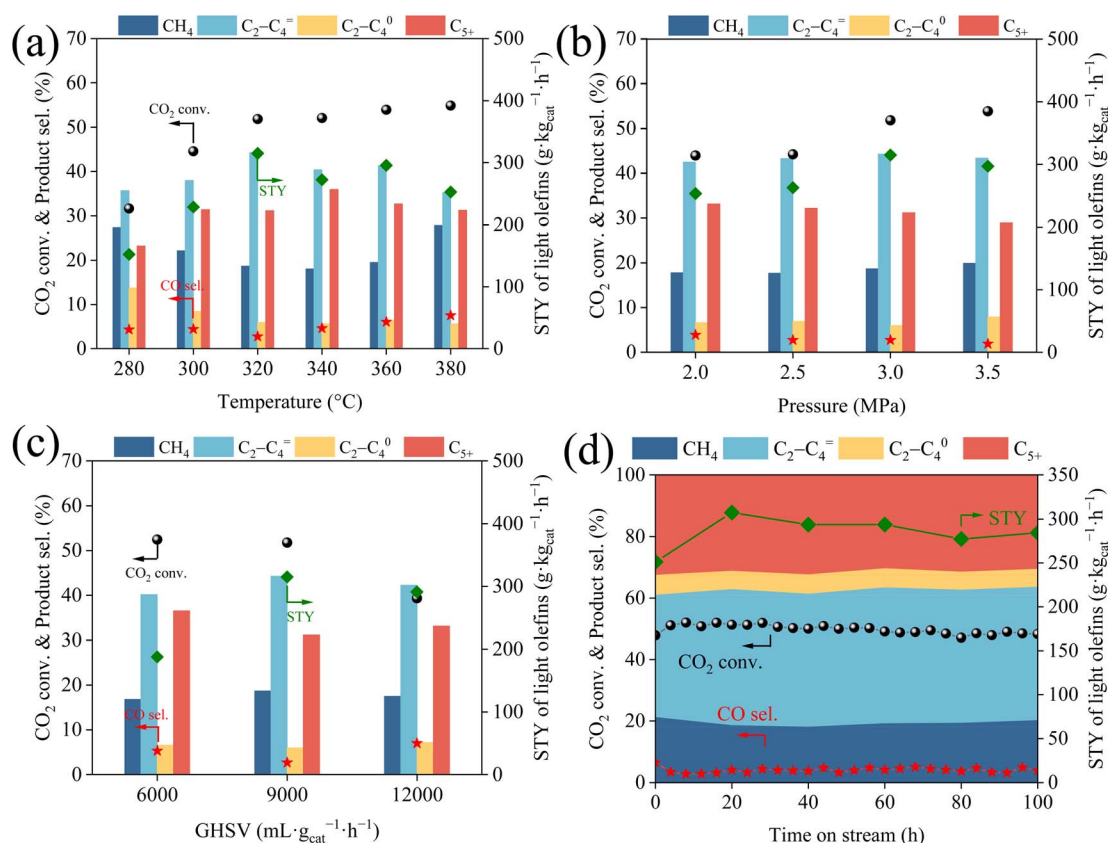 (a)
CH₄ C₂–C₄⁼ C₂–C₄⁰ C₅₊
CO₂ conv. & Product sel. (%)
70
60
50
40
30
20
10
0
CO₂ conv.
STY
CO sel.
500
400
300
200
100
0
STY of light olefins (g·kg_cat⁻¹·h⁻¹)
280 300 320 340 360 380
Temperature (°C)
(b)
CH₄ C₂–C₄⁼ C₂–C₄⁰ C₅₊
CO₂ conv. & Product sel. (%)
70
60
50
40
30
20
10
0
500
400
300
200
100
0
STY of light olefins (g·kg_cat⁻¹·h⁻¹)
2.0 2.5 3.0 3.5
Pressure (MPa)
(c)
CH₄ C₂–C₄⁼ C₂–C₄⁰ C₅₊
CO₂ conv. & Product sel. (%)
70
60
50
40
30
20
10
0
CO₂ conv.
STY
CO sel.
500
400
300
200
100
0
STY of light olefins (g·kg_cat⁻¹·h⁻¹)
6000 9000 12000
GHSV (mL·g_cat⁻¹·h⁻¹)
(d)
CH₄ C₂–C₄⁼ C₂–C₄⁰ C₅₊
CO₂ conv. & Product sel. (%)
100
80
60
40
20
0
STY
CO₂ conv.
CO sel.
350
300
250
200
150
100
50
0
STY of light olefins (g·kg_cat⁻¹·h⁻¹)
0 20 40 60 80 100
Time on stream (h)